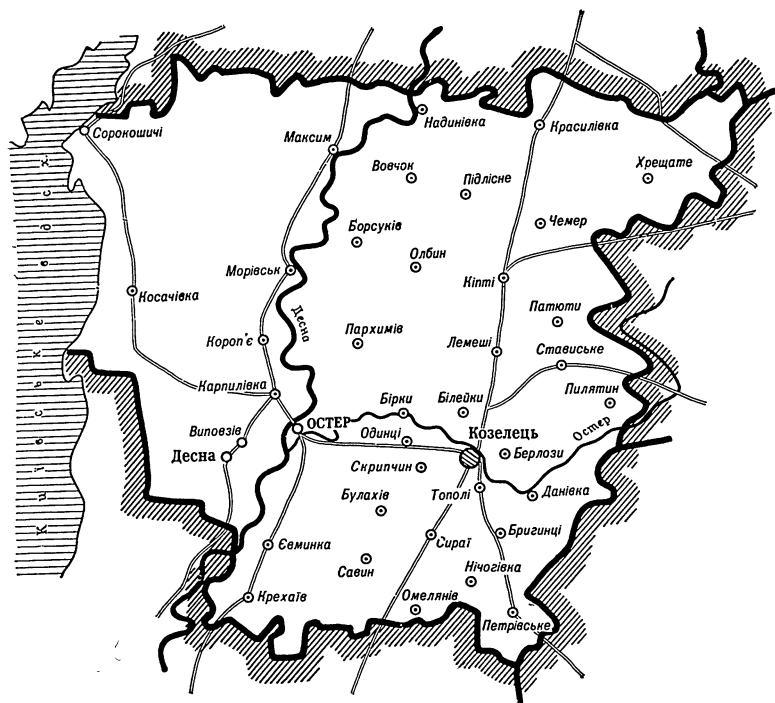 Надинівка
Красилівка
Сорокошичі
Максим
Вовчок
Підлісне
Хрещате
Борсуків
Чемер
Олбин
Морівськ
Кіпті
Косачівка
Десна
Патюти
Короп'є
Пархимів
Лемеші
Ставиське
Карпилівка
Пилятин
Бірки
Білейки
ОСТЕР
Остер
Виповзів
Одинці
Козелець
Десна
Берлози
Скрипчин
Тополі
Данівка
Булахів
Євминка
Сираї
Бригинці
Савин
Нічогівка
Крехаїв
Омелянів
Петрівське
Київське вдсх.